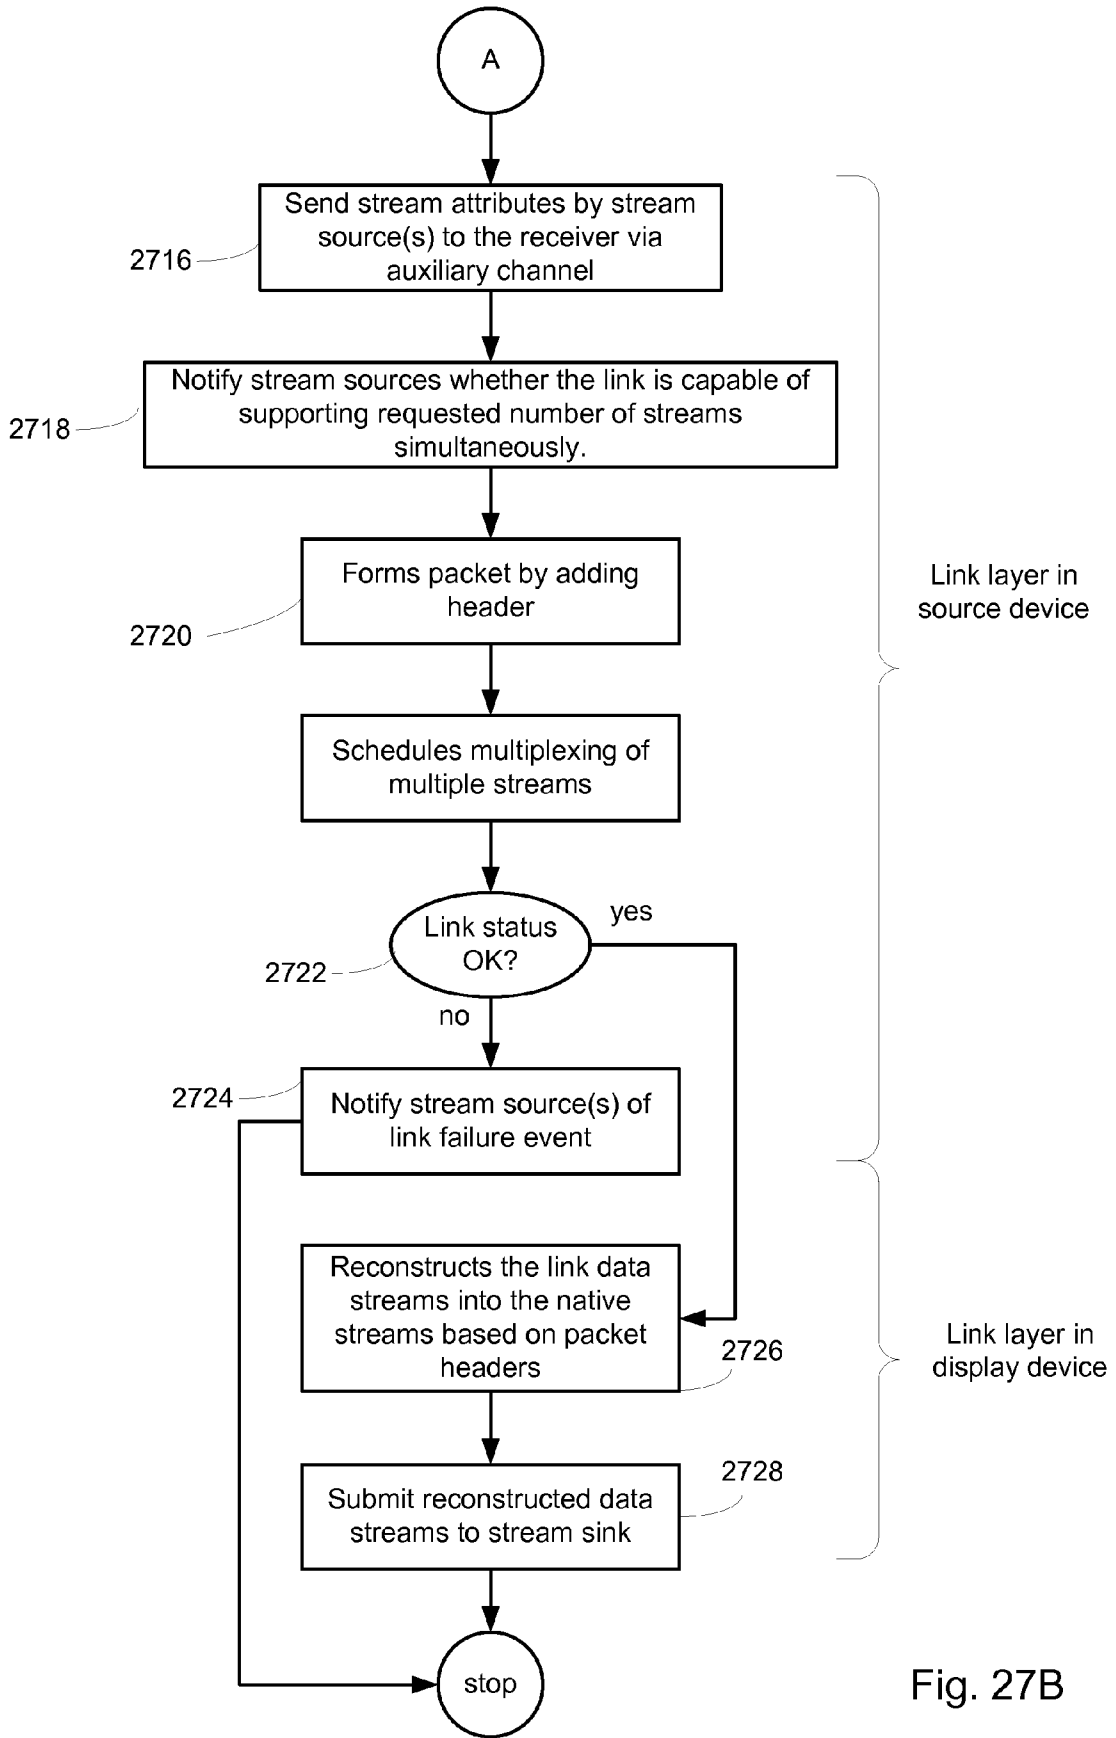 A
Send stream attributes by stream
source(s) to the receiver via
auxiliary channel
2716
Notify stream sources whether the link is capable of
supporting requested number of streams
simultaneously.
2718
Forms packet by adding
header
2720
Link layer in
source device
Schedules multiplexing of
multiple streams
Link status
OK?
yes
2722
no
2724
Notify stream source(s) of
link failure event
Reconstructs the link data
streams into the native
streams based on packet
headers
2726
Link layer in
display device
2728
Submit reconstructed data
streams to stream sink
stop
Fig. 27B